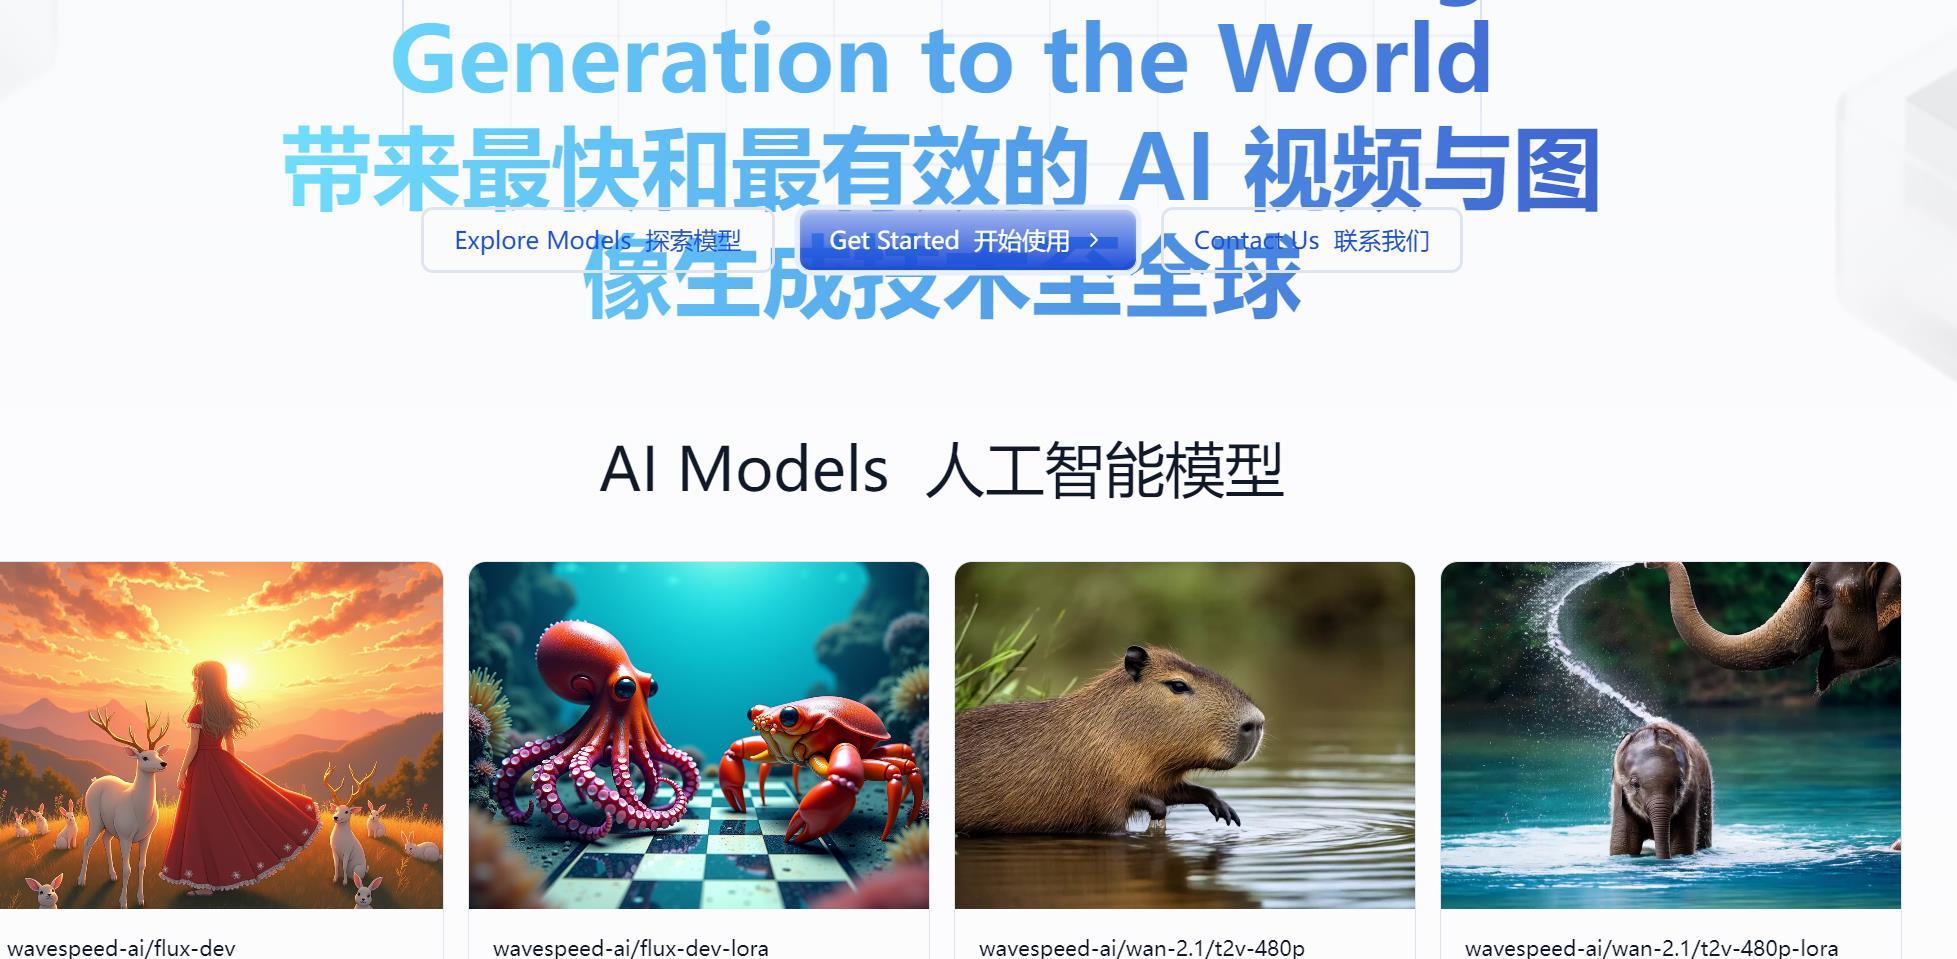 Generation to the World
带来最快和最有效的 AI 视频与图
像生成技术至全球
Explore Models 探索模型
Get Started 开始使用
Contact Us 联系我们
AI Models 人工智能模型
wavespeed-ai/flux-dev
wavespeed-ai/flux-dev-lora
wavespeed-ai/wan-2.1/t2v-480p
wavespeed-ai/wan-2.1/t2v-480p-lora